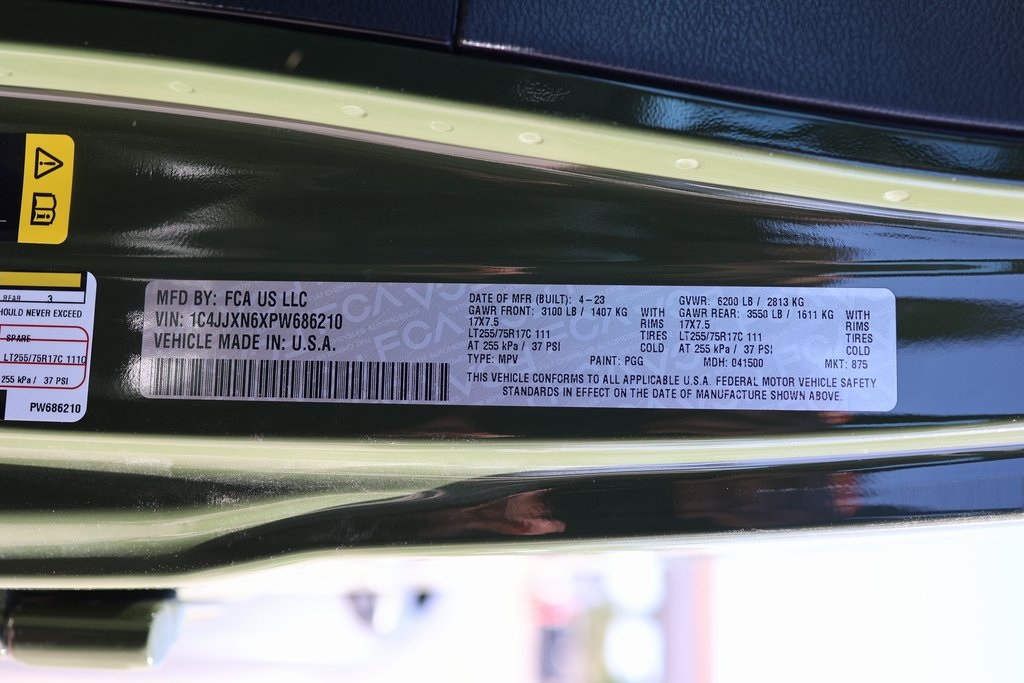 REAR 3
HOULD NEVER EXCEED
SPARE
LT255/75R17C 111Q
255 kPa / 37 PSI
PW686210
MFD BY: FCA US LLC
VIN: 1C4JJXN6XPW686210
VEHICLE MADE IN: U.S.A.
DATE OF MFR (BUILT): 4-23 GVWR: 6200 LB / 2813 KG
GAWR FRONT: 3100 LB / 1407 KG WITH GAWR REAR: 3550 LB / 1611 KG WITH
17X7.5 RIMS 17X7.5 RIMS
LT255/75R17C 111 TIRES LT255/75R17C 111 TIRES
AT 255 kPa / 37 PSI COLD AT 255 kPa / 37 PSI COLD
TYPE: MPV PAINT: PGG MDH: 041500 MKT: 875
THIS VEHICLE CONFORMS TO ALL APPLICABLE U.S.A. FEDERAL MOTOR VEHICLE SAFETY
STANDARDS IN EFFECT ON THE DATE OF MANUFACTURE SHOWN ABOVE.